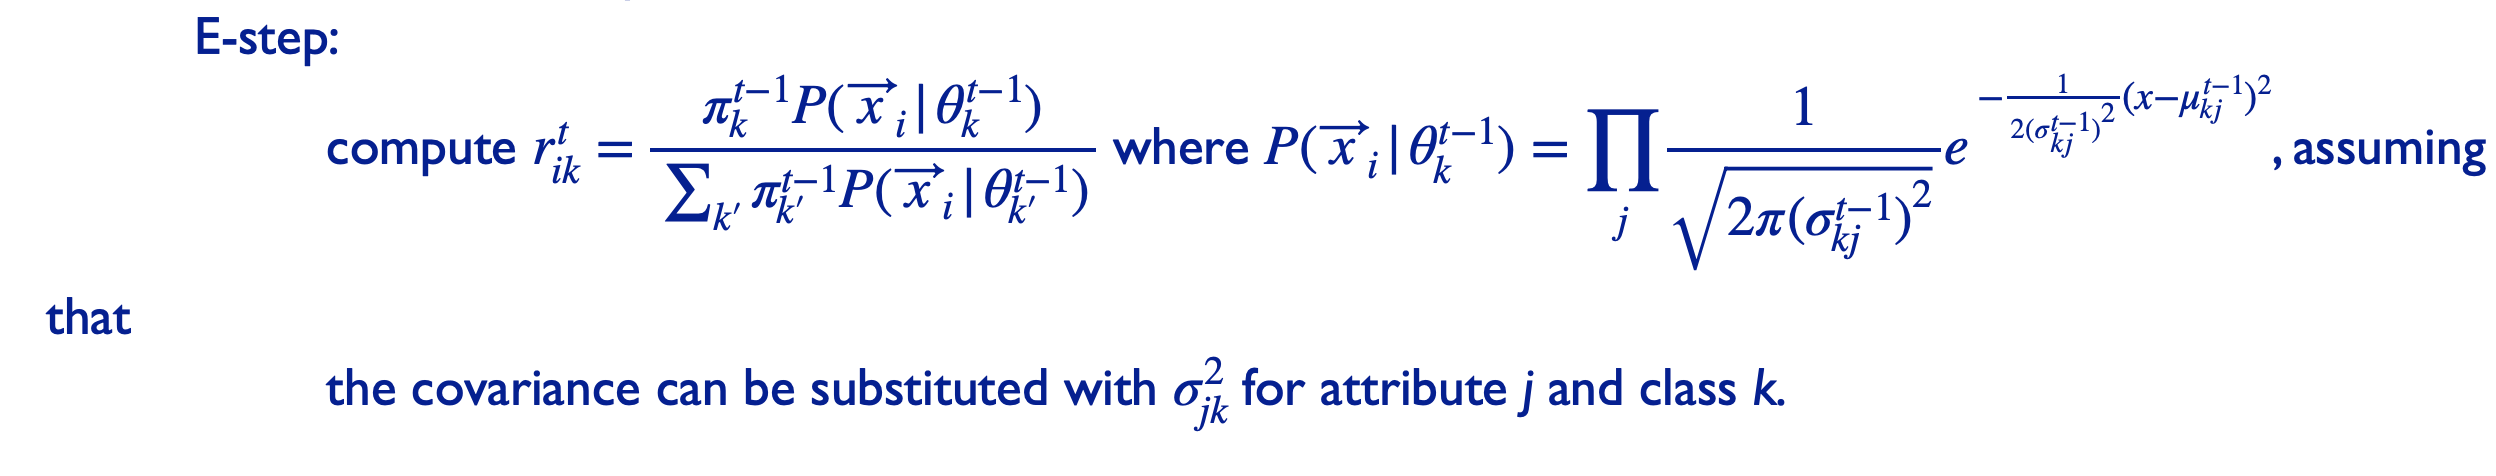 E-step:
compute $r_{ik}^{t} = \frac{\pi_k^{t-1} P(\overrightarrow{x}_i | \theta_k^{t-1})}{\sum_{k'} \pi_{k'}^{t-1} P(\overrightarrow{x}_i | \theta_{k'}^{t-1})}$ where $P(\overrightarrow{x}_i | \theta_k^{t-1}) = \prod_j \frac{1}{\sqrt{2\pi(\sigma_{kj}^{t-1})^2}} e^{-\frac{1}{2(\sigma_{kj}^{t-1})^2}(x-\mu_{kj}^{t-1})^2}$, assuming
that
the covariance can be substituted with $\sigma_{jk}^2$ for attribute j and class k.